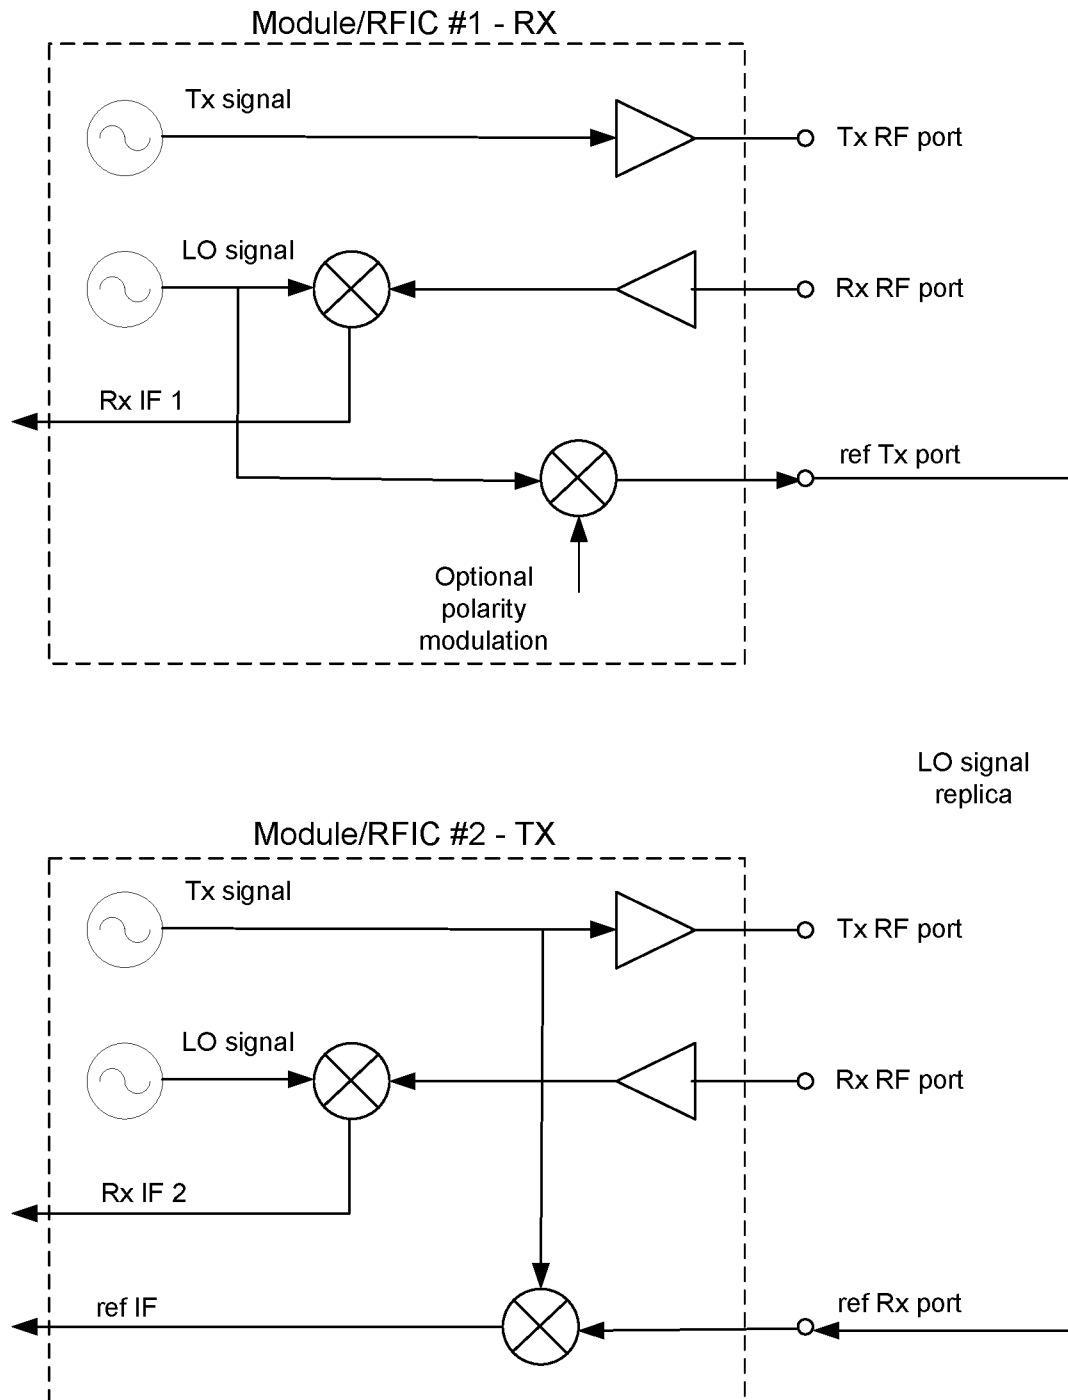 Module/RFIC #1 - RX
Tx signal
Tx RF port
LO signal
Rx RF port
Rx IF 1
ref Tx port
Optional
polarity
modulation
LO signal
replica
Module/RFIC #2 - TX
Tx signal
Tx RF port
LO signal
Rx RF port
Rx IF 2
ref IF
ref Rx port